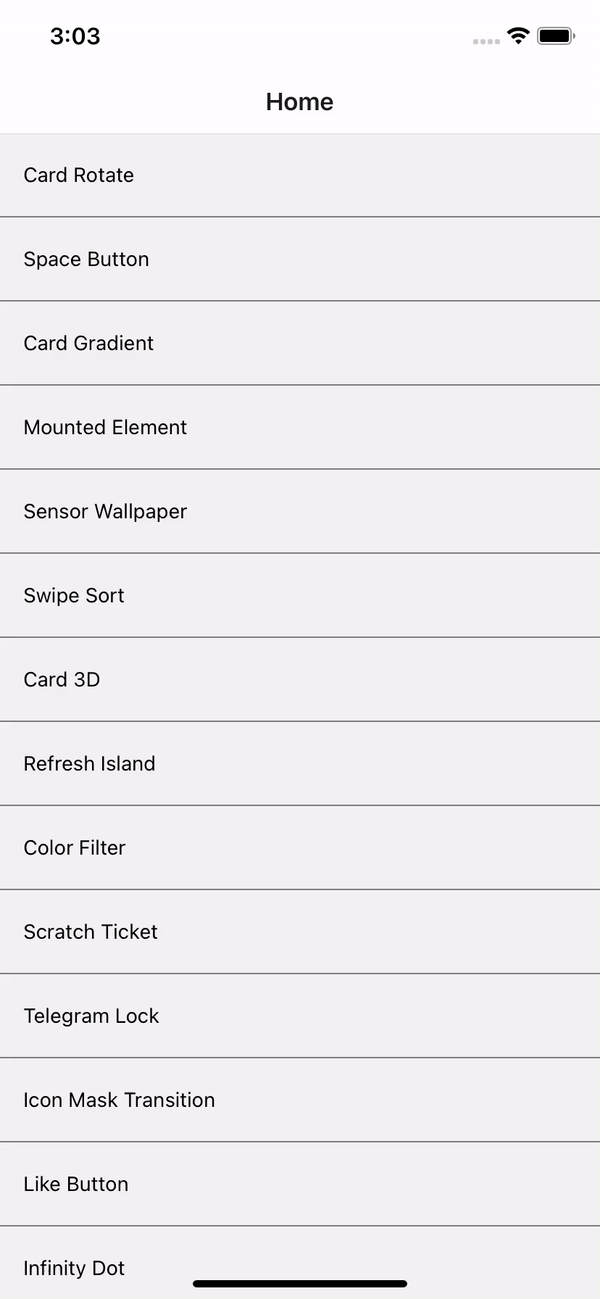 3:03
Home
Card Rotate
Space Button
Card Gradient
Mounted Element
Sensor Wallpaper
Swipe Sort
Card 3D
Refresh Island
Color Filter
Scratch Ticket
Telegram Lock
Icon Mask Transition
Like Button
Infinity Dot